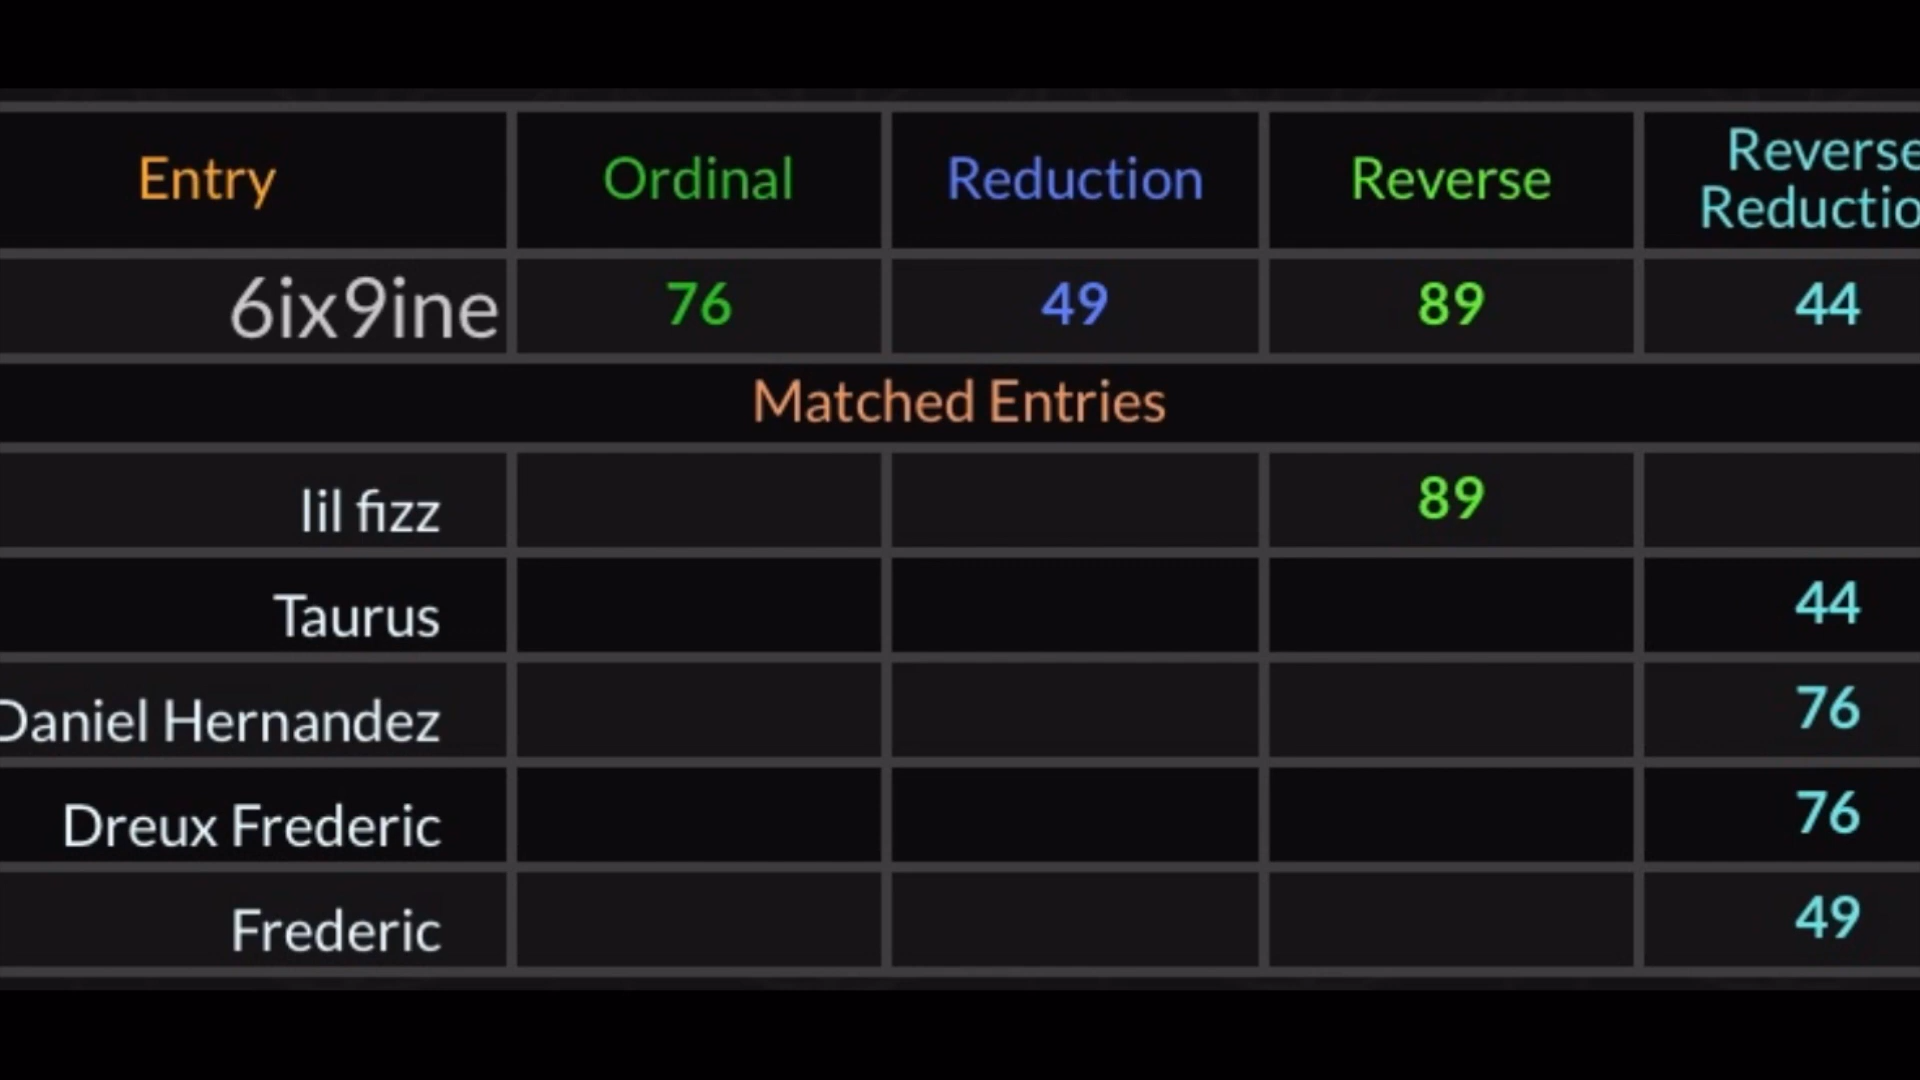 Entry Ordinal Reduction Reverse Reverse
Reductio
6ix9ine 76 49 89 44
Matched Entries
lil fizz 89
Taurus 44
Daniel Hernandez 76
Dreux Frederic 76
Frederic 49